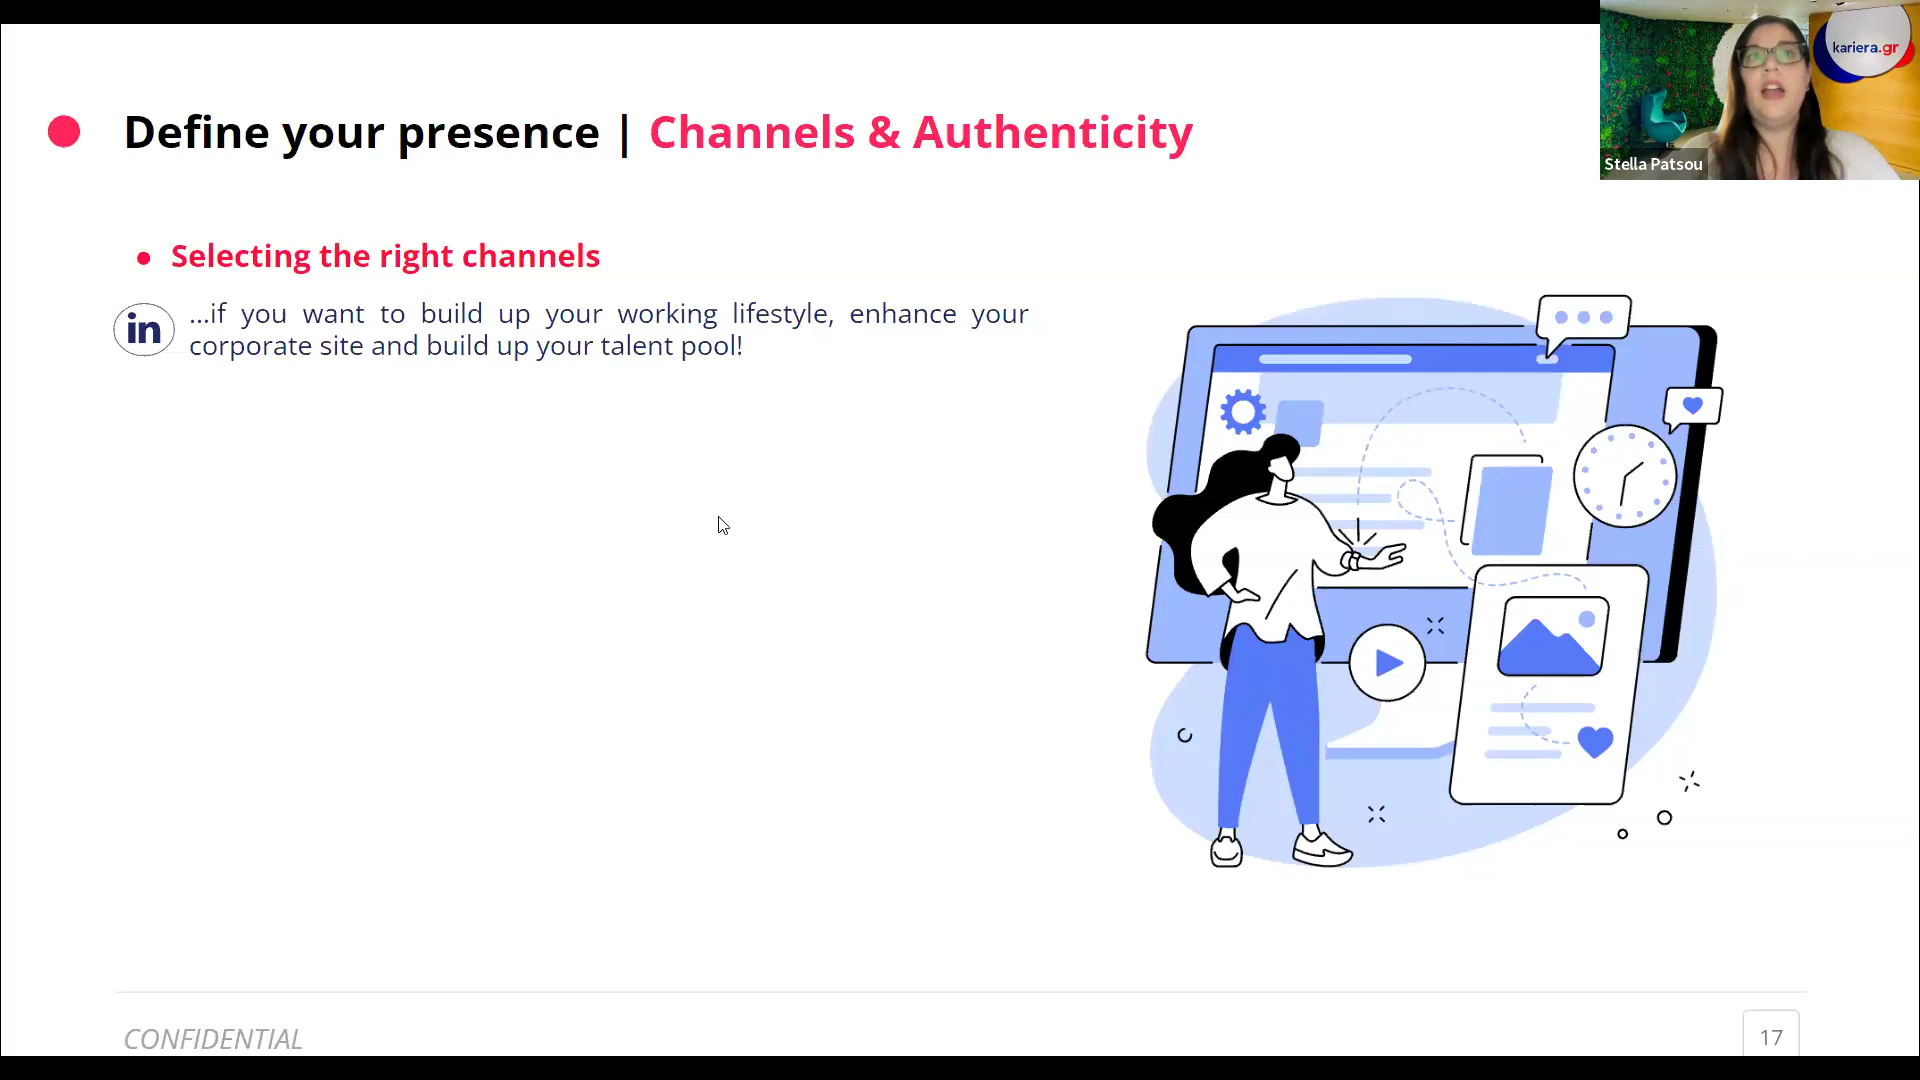 kariera.gr
Stella Patsou
Define your presence | Channels & Authenticity
• Selecting the right channels
in ...if you want to build up your working lifestyle, enhance your
corporate site and build up your talent pool!
CONFIDENTIAL
17